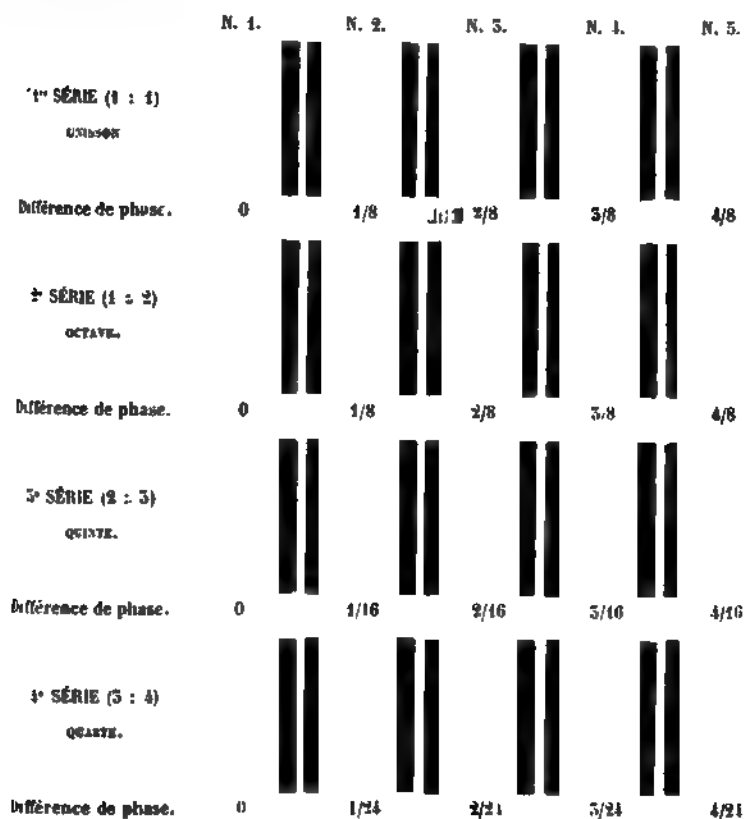 N. 1. N. 2. N. 3. N. 4. N. 5.
1re SÉRIE (1 : 1)
UNISSON
Différence de phase. 0 1/8 2/8 3/8 4/8
2e SÉRIE (1 : 2)
OCTAVE.
Différence de phase. 0 1/8 2/8 3/8 4/8
3e SÉRIE (2 : 3)
QUINTE.
Différence de phase. 0 1/16 2/16 3/16 4/16
4e SÉRIE (3 : 4)
QUARTE.
Différence de phase. 0 1/24 2/24 3/24 4/24